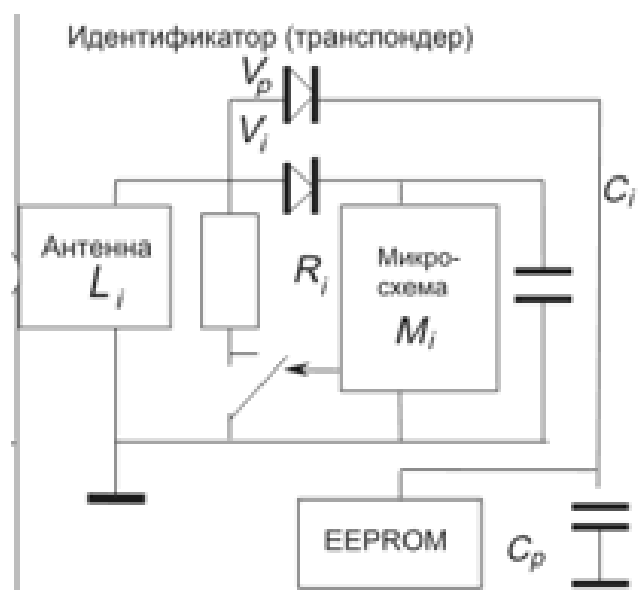 Идентификатор (транспондер)
Vp
Vi
Ci
Антенна
Li
Ri
Микро-
схема
Mi
EEPROM
Cp